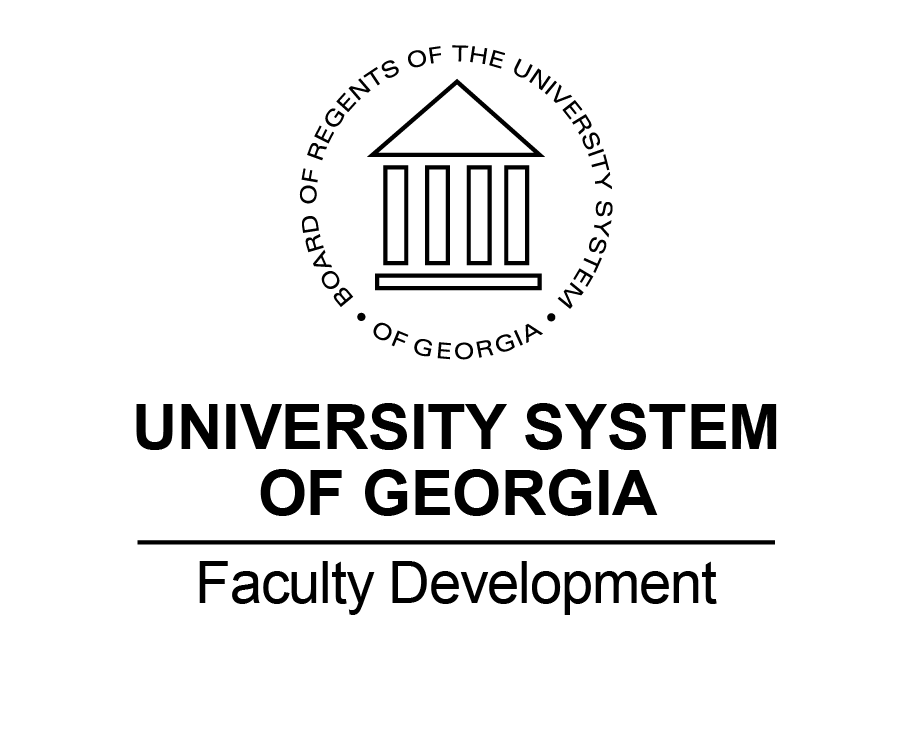 BOARD OF REGENTS OF THE UNIVERSITY SYSTEM
• OF GEORGIA •
UNIVERSITY SYSTEM
OF GEORGIA
Faculty Development